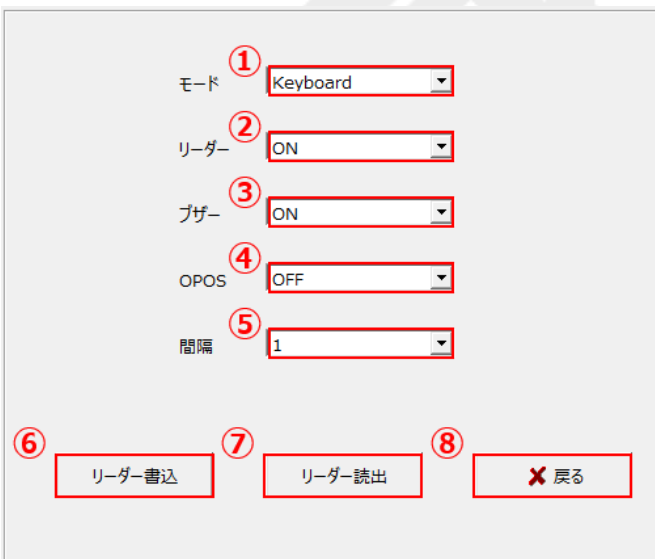 ①
モード Keyboard
②
リーダー ON
③
ブザー ON
④
OPOS OFF
⑤
間隔 1
⑥ ⑦ ⑧
リーダー書込 リーダー読出 ✘ 戻る